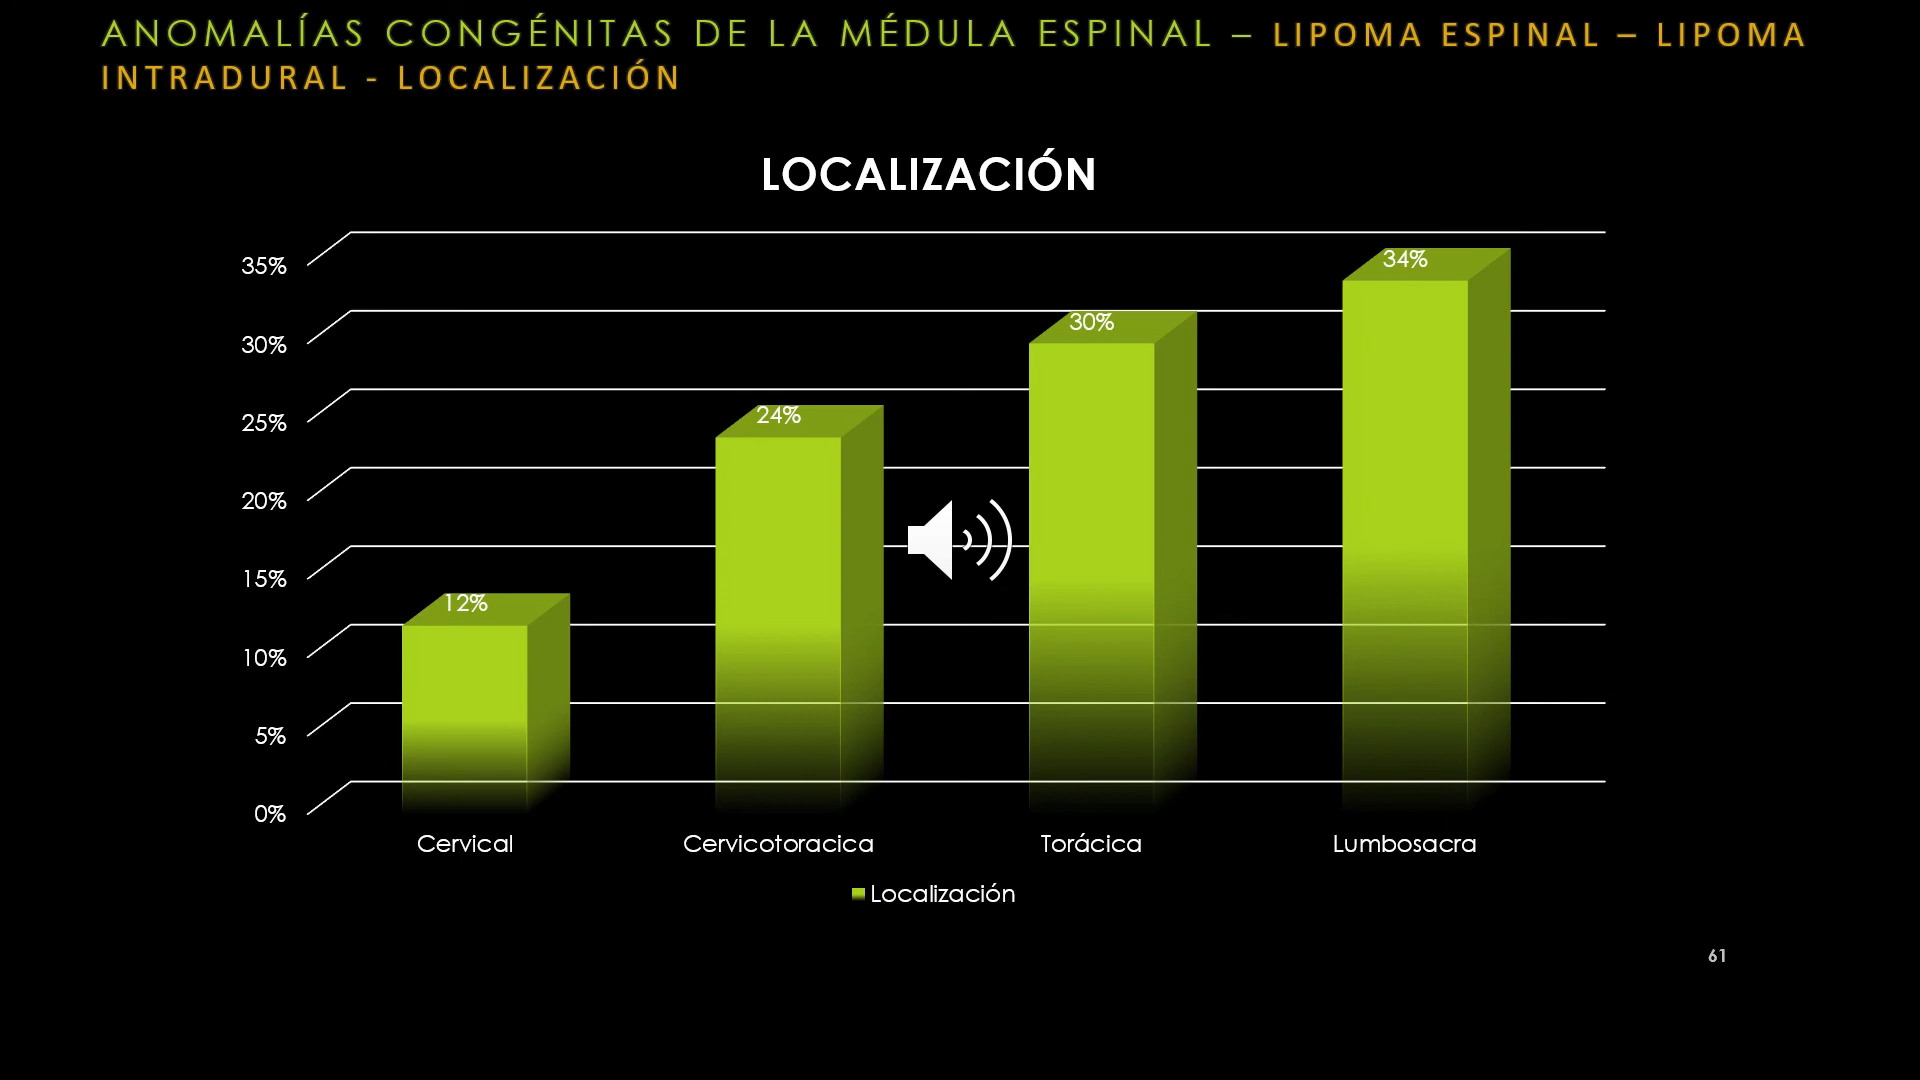 ANOMALÍAS CONGÉNITAS DE LA MÉDULA ESPINAL – LIPOMA ESPINAL – LIPOMA
INTRADURAL - LOCALIZACIÓN
LOCALIZACIÓN
35%
30%
25%
20%
15%
10%
5%
0%
12%
24%
30%
34%
Cervical
Cervicotoracica
Torácica
Lumbosacra
Localización
61